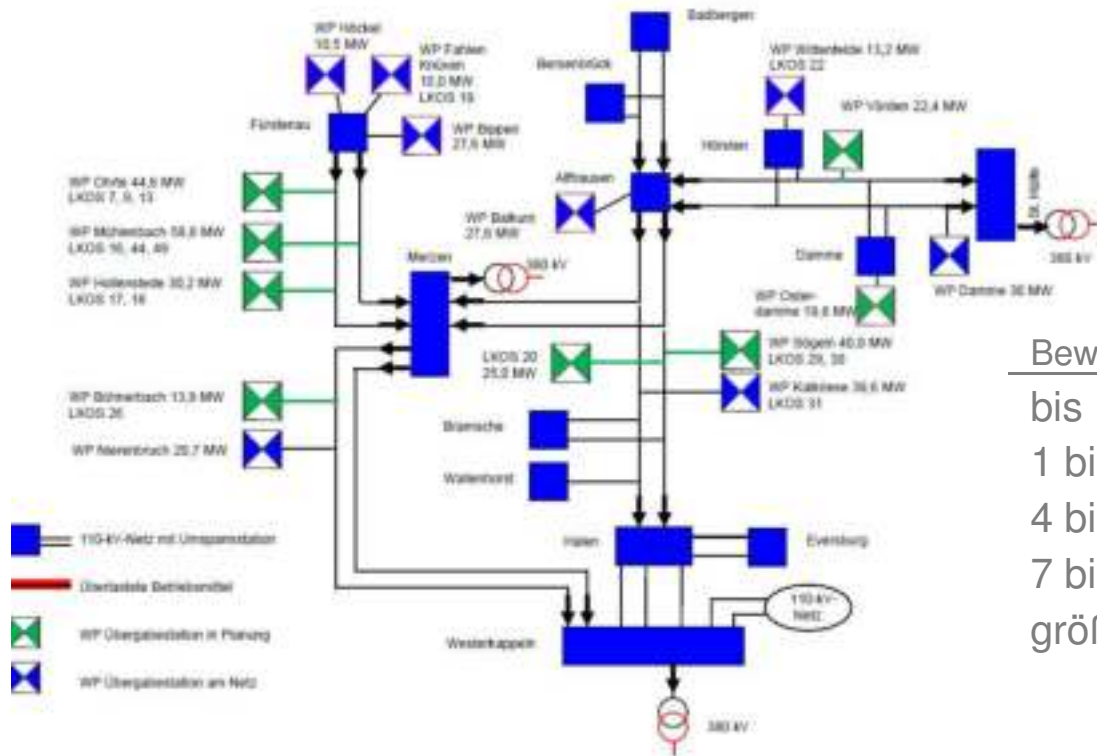 WP Höckel
10,5 MW
WP Fahlen
10,0 MW
LKOS 19
Fürstenau
WP Bippen
27,6 MW
WP Ohrte 44,6 MW
LKOS 7, 9, 13
WP Mühlenbach
LKOS 16, 44, 49
WP Hollenstede 30,2 MW
LKOS 17, 18
WP Böhnerbach 13,8 MW
LKOS 26
WP Nierenbruch 20,7 MW
Badbergen
Bersenbrück
Alfhausen
WP Balkum
27,6 MW
Merzen
380 kV
WP Wittenfelde 13,2 MW
LKOS 22
WP Vörden 22,4 MW
Hörsten
St. Hülfe
380 kV
Damme
WP Damme 36 MW
WP Oster-
damme 19,6 MW
LKOS 20
25,0 MW
WP Sögeln 40,0 MW
LKOS 29, 30
WP Kalkriese 39,6 MW
LKOS 31
Bramsche
Wallenhorst
Halen
Eversburg
110-kV-
Netz
Westerkappeln
380 kV
110-kV-Netz mit Umspannstation
Überlastete Betriebsmittel
WP Übergabestation in Planung
WP Übergabestation am Netz
Bew
bis
1 bi
4 bi
7 bi
größ